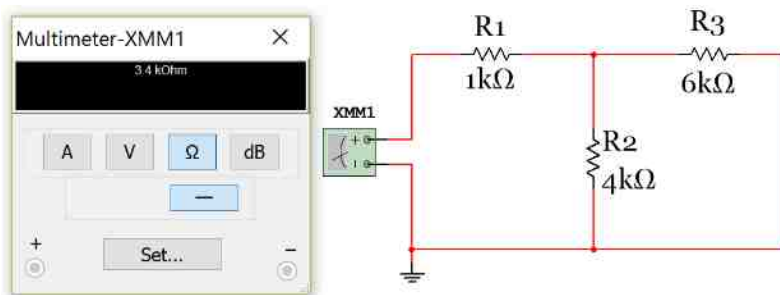 Multimeter-XMM1
3.4 kOhm
A V Ω dB
+
Set...
−
XMM1
+
R1
1kΩ
R3
6kΩ
R2
4kΩ